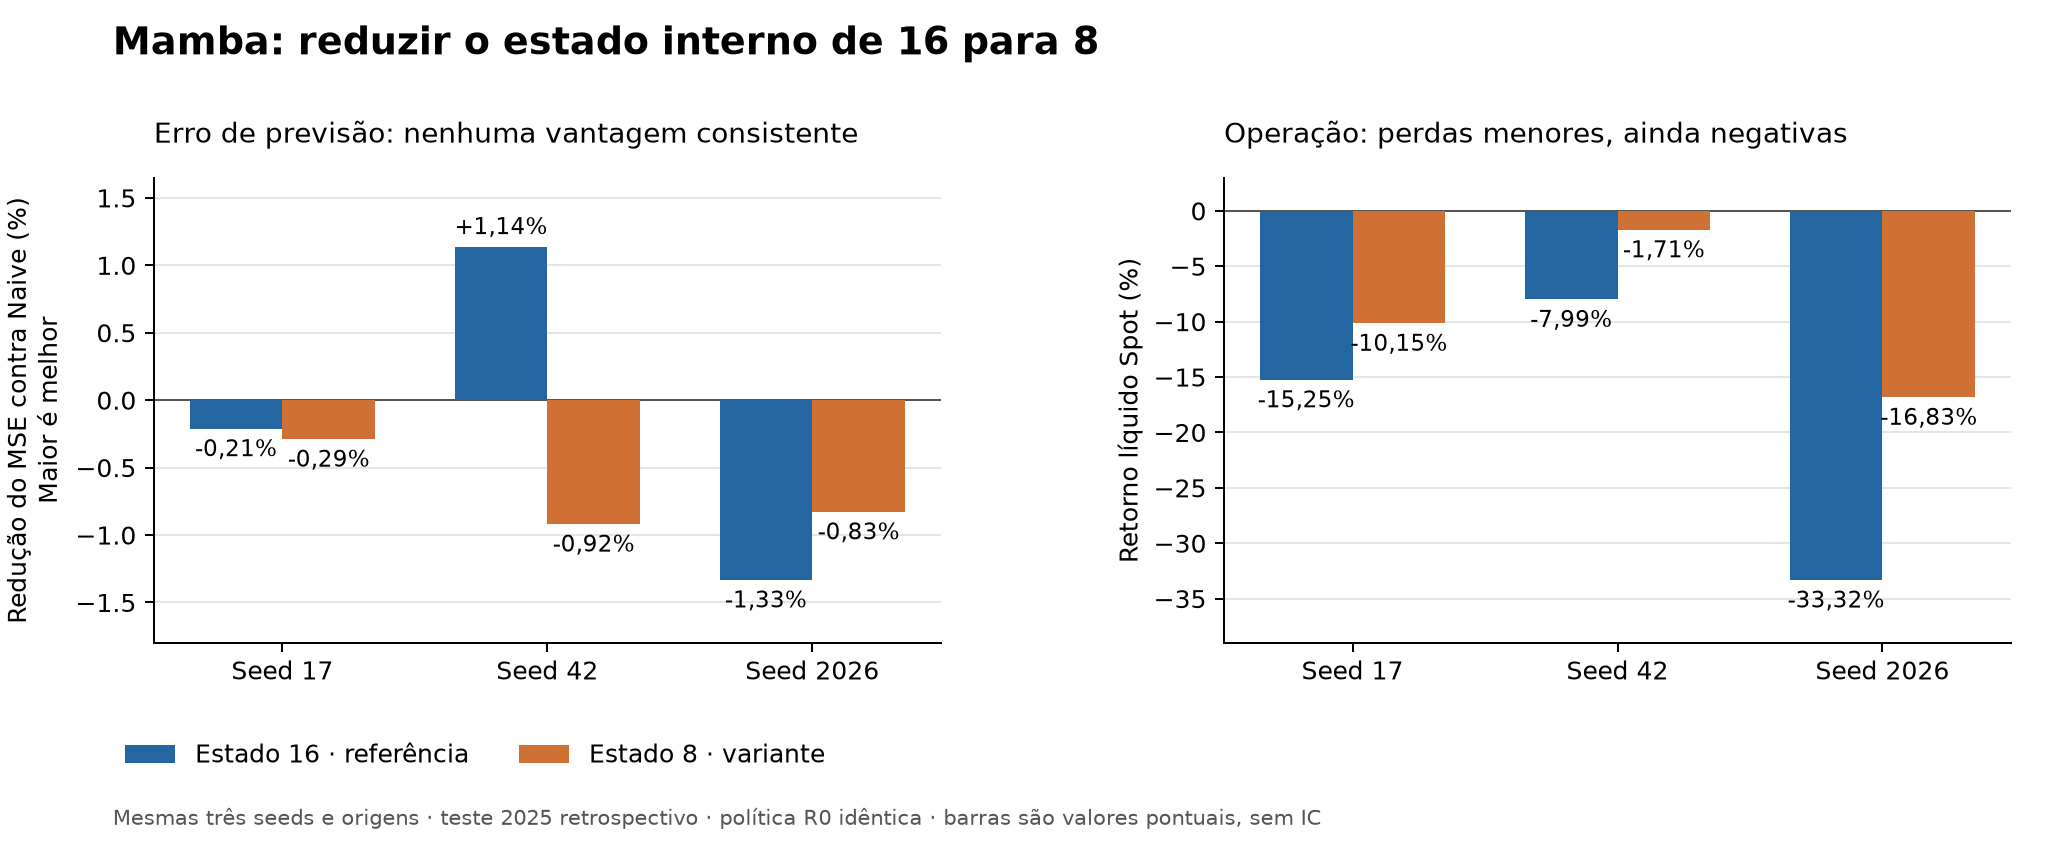 Mamba: reduzir o estado interno de 16 para 8
Erro de previsão: nenhuma vantagem consistente
Redução do MSE contra Naive (%)
Maior é melhor
1.5
1.0
0.5
0.0
−0.5
−1.0
−1.5
+1,14%
-0,21%
-0,29%
-0,92%
-0,83%
-1,33%
Seed 17
Seed 42
Seed 2026
Operação: perdas menores, ainda negativas
Retorno líquido Spot (%)
0
−5
−10
−15
−20
−25
−30
−35
-1,71%
-7,99%
-10,15%
-15,25%
-16,83%
-33,32%
Seed 17
Seed 42
Seed 2026
Estado 16 · referência
Estado 8 · variante
Mesmas três seeds e origens · teste 2025 retrospectivo · política R0 idêntica · barras são valores pontuais, sem IC